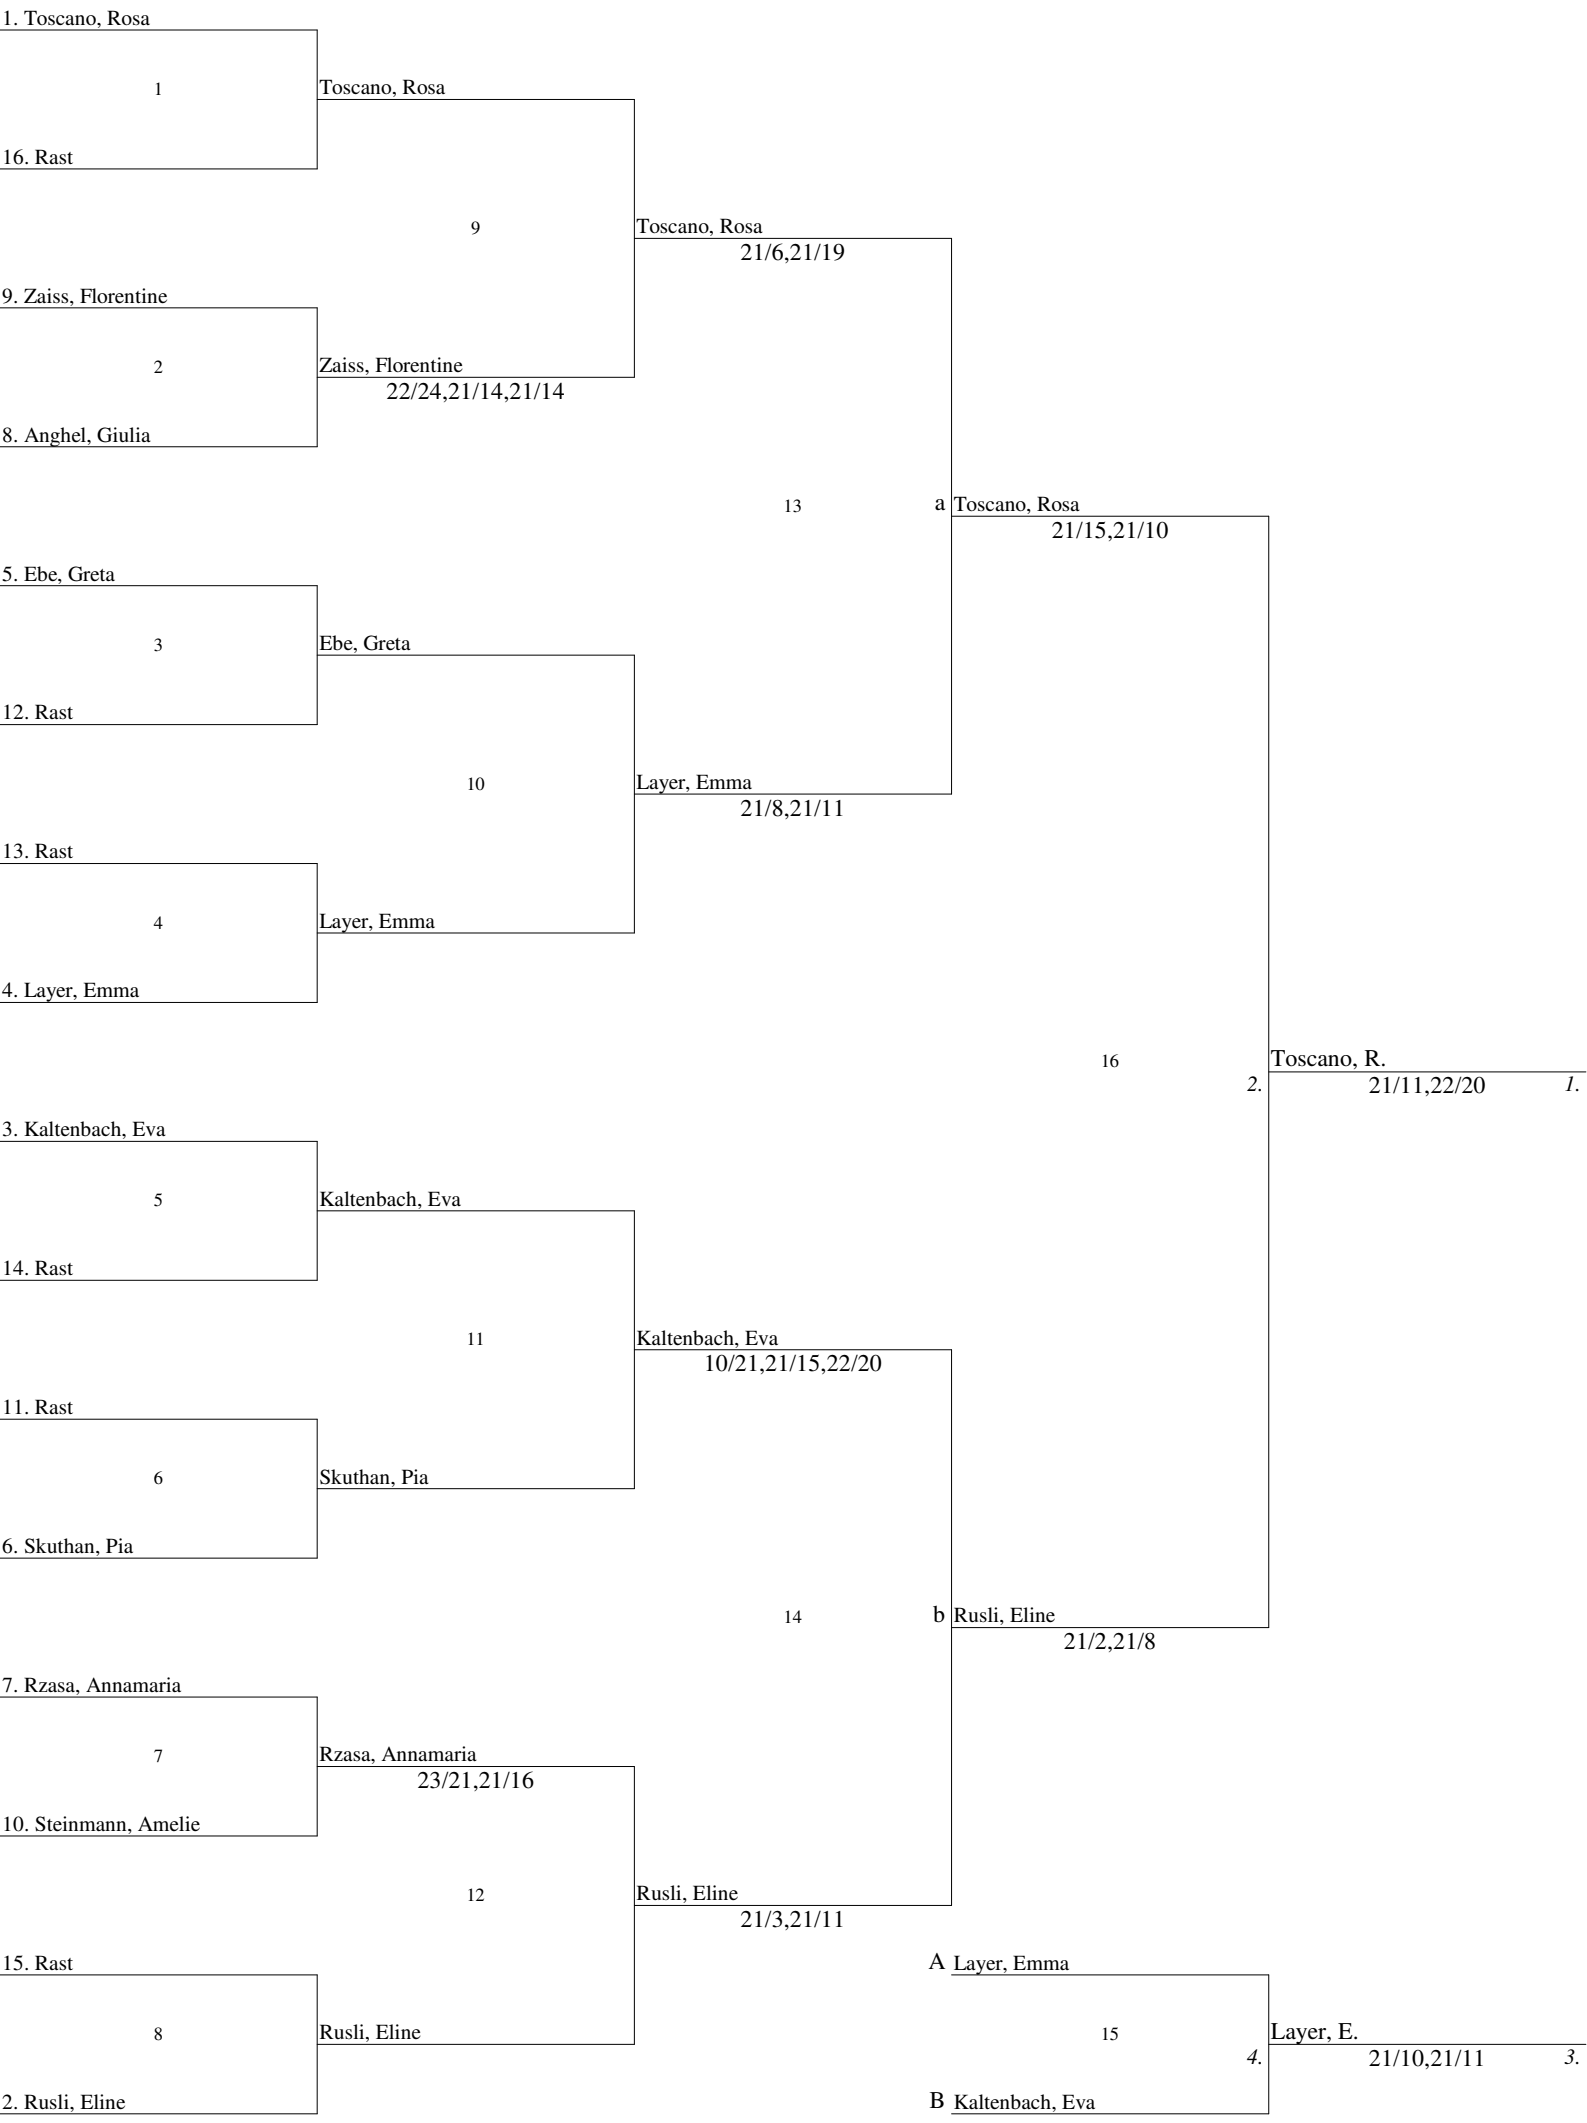 1. Toscano, Rosa
1
Toscano, Rosa
16. Rast
9
Toscano, Rosa
21/6,21/19
9. Zaiss, Florentine
2
Zaiss, Florentine
22/24,21/14,21/14
8. Anghel, Giulia
13
a Toscano, Rosa
21/15,21/10
5. Ebe, Greta
3
Ebe, Greta
12. Rast
10
Layer, Emma
21/8,21/11
13. Rast
4
Layer, Emma
4. Layer, Emma
16
Toscano, R.
2.
21/11,22/20
1.
3. Kaltenbach, Eva
5
Kaltenbach, Eva
14. Rast
11
Kaltenbach, Eva
10/21,21/15,22/20
11. Rast
6
Skuthan, Pia
6. Skuthan, Pia
14
b Rusli, Eline
21/2,21/8
7. Rzasa, Annamaria
7
Rzasa, Annamaria
23/21,21/16
10. Steinmann, Amelie
12
Rusli, Eline
21/3,21/11
15. Rast
A Layer, Emma
8
Rusli, Eline
15
Layer, E.
4.
21/10,21/11
3.
2. Rusli, Eline
B Kaltenbach, Eva